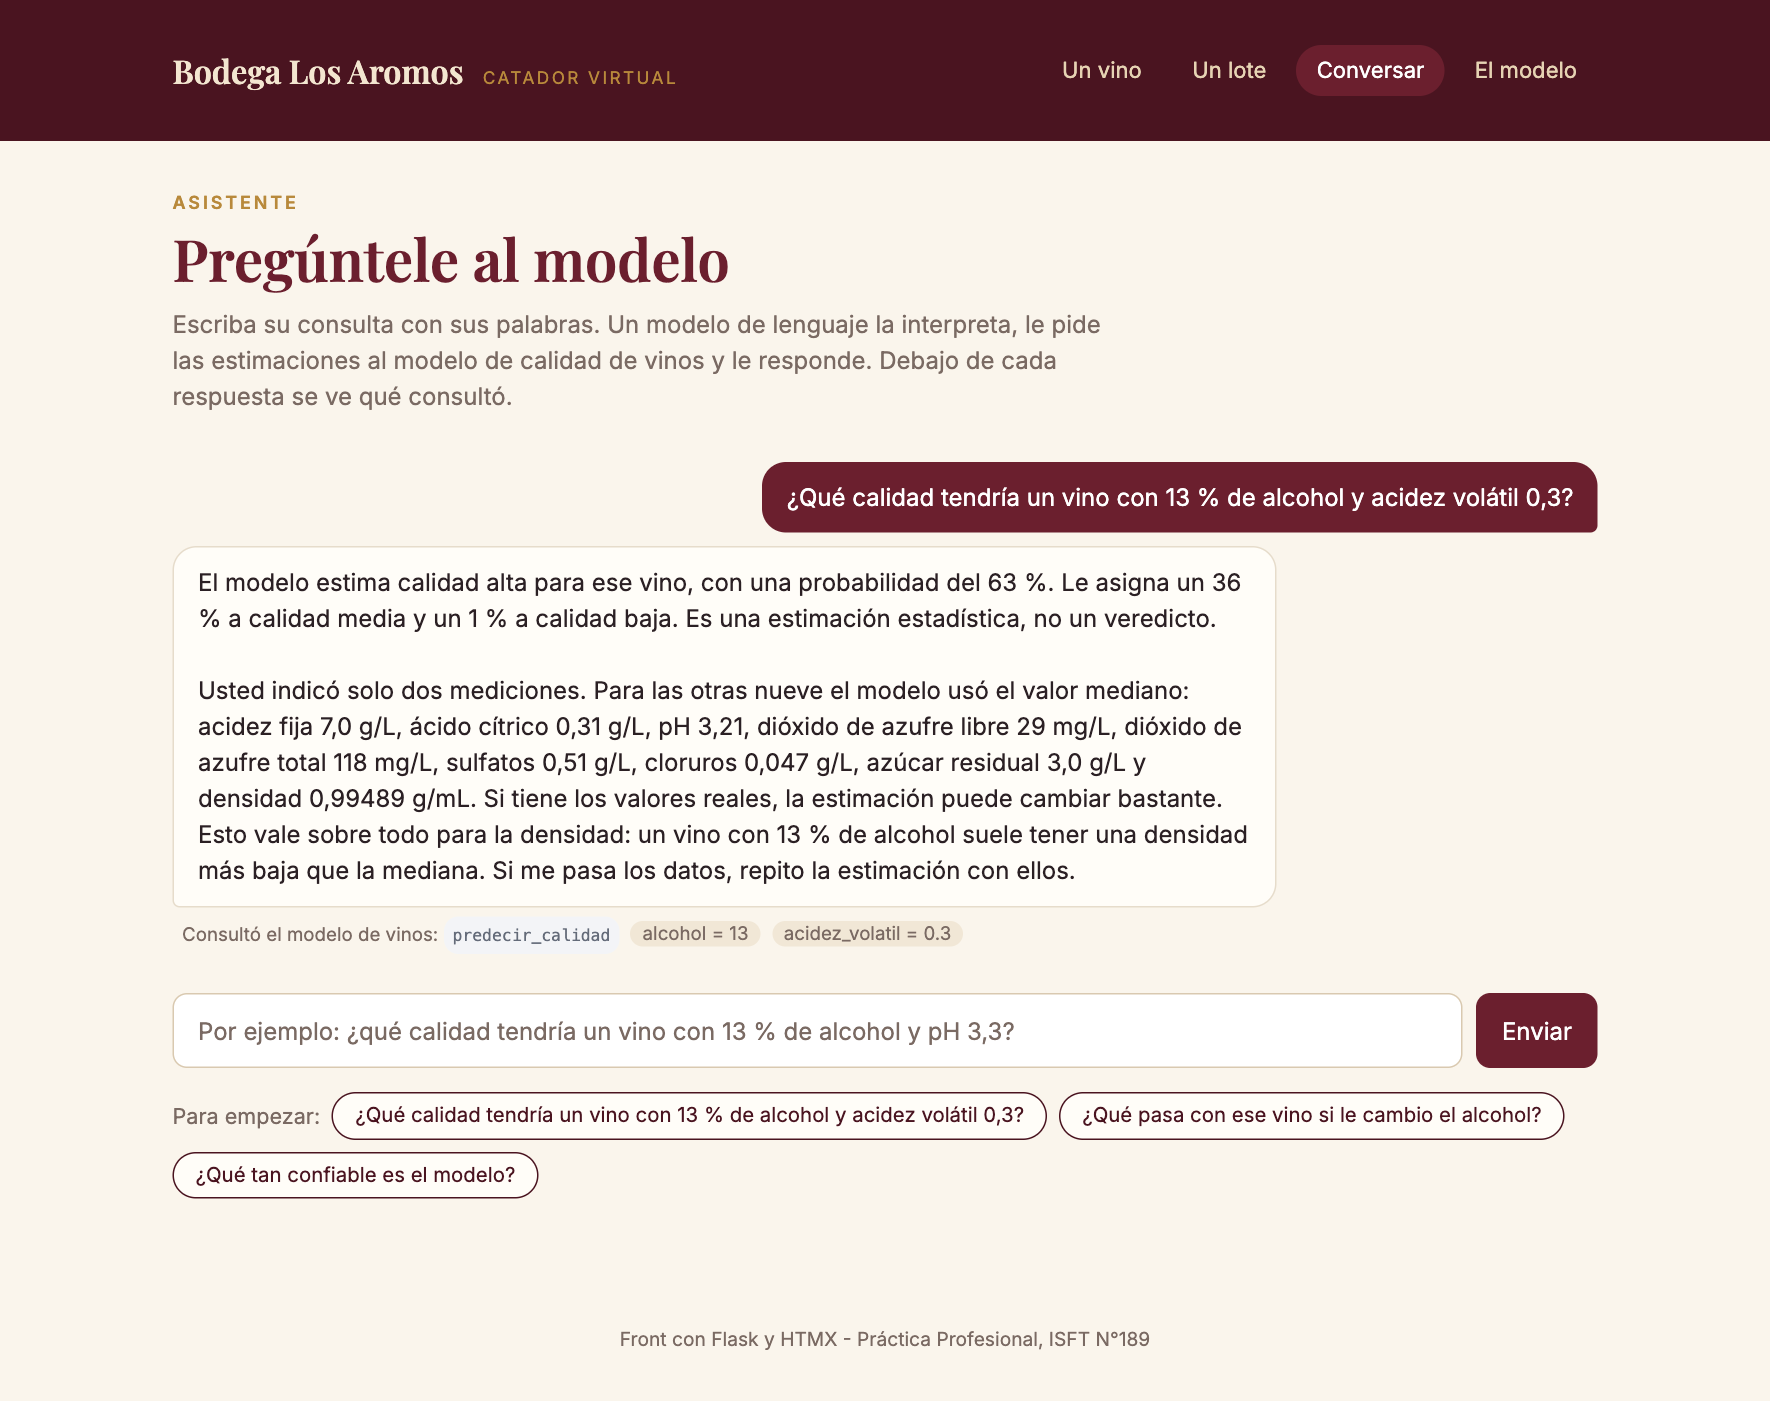 Bodega Los Aromos CATADOR VIRTUAL Un vino Un lote Conversar El modelo
ASISTENTE
Pregúntele al modelo
Escriba su consulta con sus palabras. Un modelo de lenguaje la interpreta, le pide
las estimaciones al modelo de calidad de vinos y le responde. Debajo de cada
respuesta se ve qué consultó.
¿Qué calidad tendría un vino con 13 % de alcohol y acidez volátil 0,3?
El modelo estima calidad alta para ese vino, con una probabilidad del 63 %. Le asigna un 36
% a calidad media y un 1 % a calidad baja. Es una estimación estadística, no un veredicto.
Usted indicó solo dos mediciones. Para las otras nueve el modelo usó el valor mediano:
acidez fija 7,0 g/L, ácido cítrico 0,31 g/L, pH 3,21, dióxido de azufre libre 29 mg/L, dióxido de
azufre total 118 mg/L, sulfatos 0,51 g/L, cloruros 0,047 g/L, azúcar residual 3,0 g/L y
densidad 0,99489 g/mL. Si tiene los valores reales, la estimación puede cambiar bastante.
Esto vale sobre todo para la densidad: un vino con 13 % de alcohol suele tener una densidad
más baja que la mediana. Si me pasa los datos, repito la estimación con ellos.
Consultó el modelo de vinos: predecir_calidad alcohol = 13 acidez_volatil = 0.3
Por ejemplo: ¿qué calidad tendría un vino con 13 % de alcohol y pH 3,3? Enviar
Para empezar: ¿Qué calidad tendría un vino con 13 % de alcohol y acidez volátil 0,3? ¿Qué pasa con ese vino si le cambio el alcohol?
¿Qué tan confiable es el modelo?
Front con Flask y HTMX - Práctica Profesional, ISFT N°189